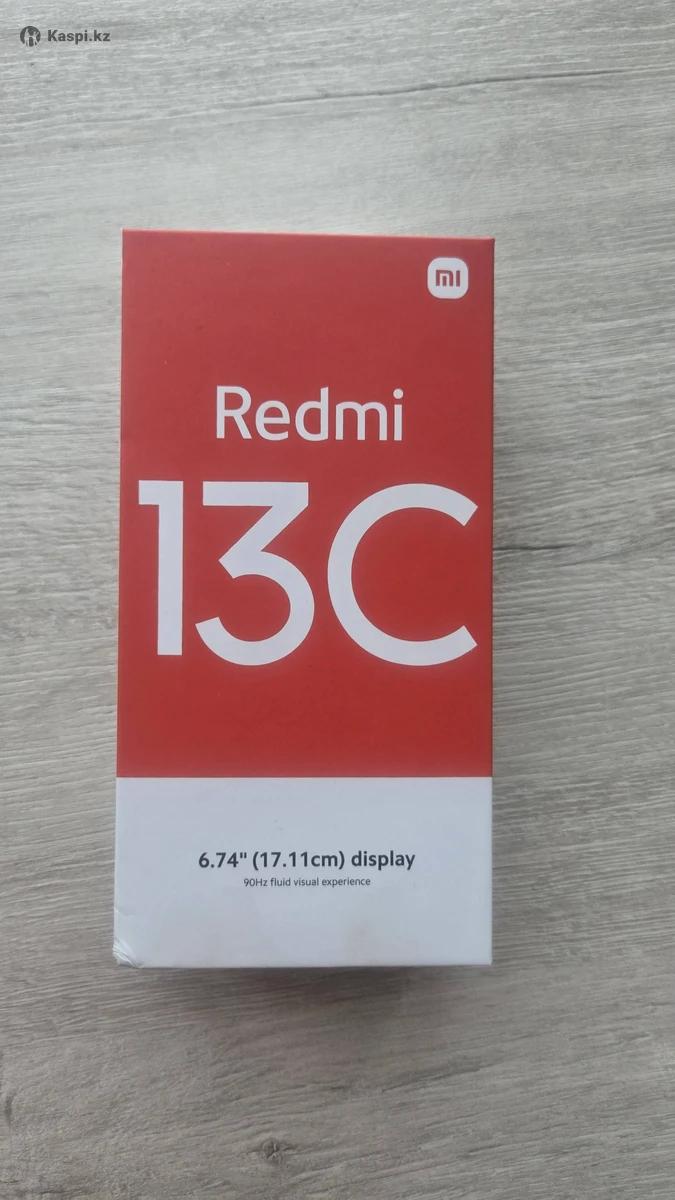 Kaspi.kz
mi
Redmi
13C
6.74" (17.11cm) display
90Hz fluid visual experience